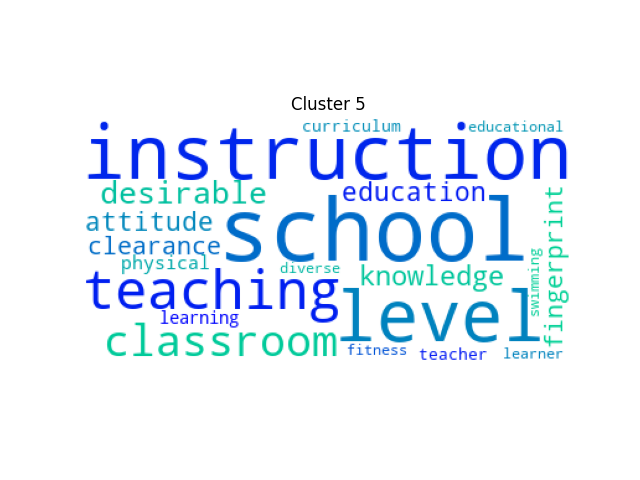 Cluster 5
curriculum educational
instruction
desirable education
attitude school
clearance
physical diverse knowledge
teaching
learning level
classroom
fitness teacher learner
swimming
fingerprint